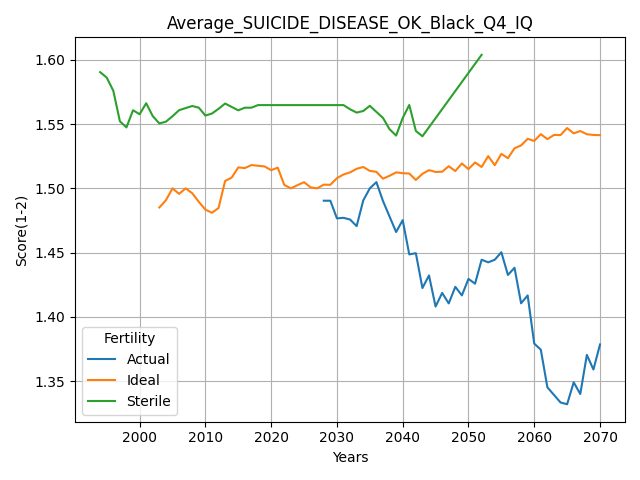 Average_SUICIDE_DISEASE_OK_Black_Q4_IQ
Score(1-2)
1.60
1.55
1.50
1.45
1.40
1.35
Fertility
Actual
Ideal
Sterile
2000 2010 2020 2030 2040 2050 2060 2070
Years